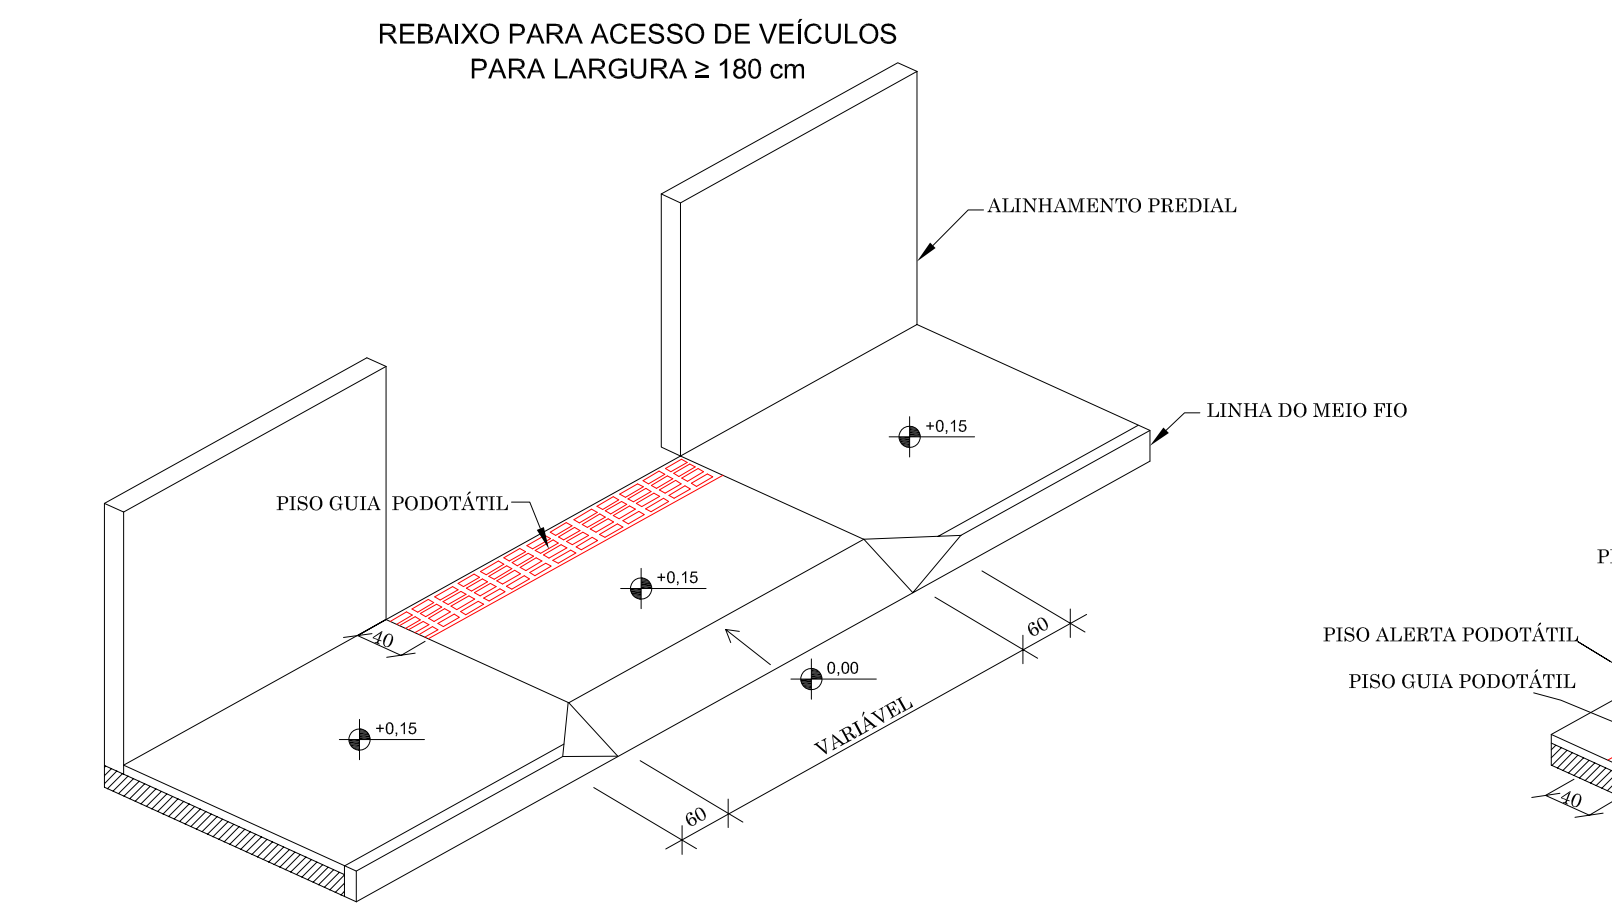 REBAIXO PARA ACESSO DE VEÍCULOS
PARA LARGURA ≥ 180 cm
ALINHAMENTO PREDIAL
LINHA DO MEIO FIO
+0,15
PISO GUIA PODOTÁTIL
+0,15
40
60
0,00
+0,15
VARIÁVEL
60
PISO ALERTA PODOTÁTIL
PISO GUIA PODOTÁTIL
40